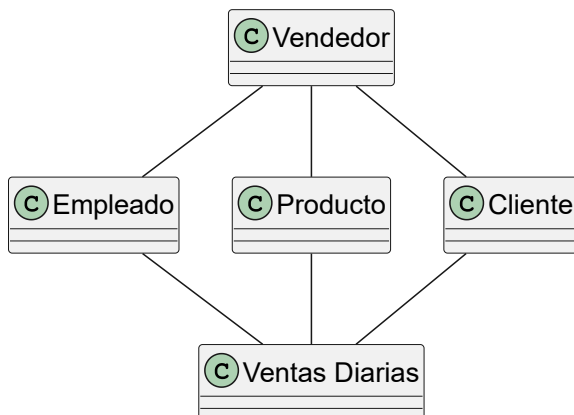 C Vendedor
C Empleado
C Producto
C Cliente
C Ventas Diarias